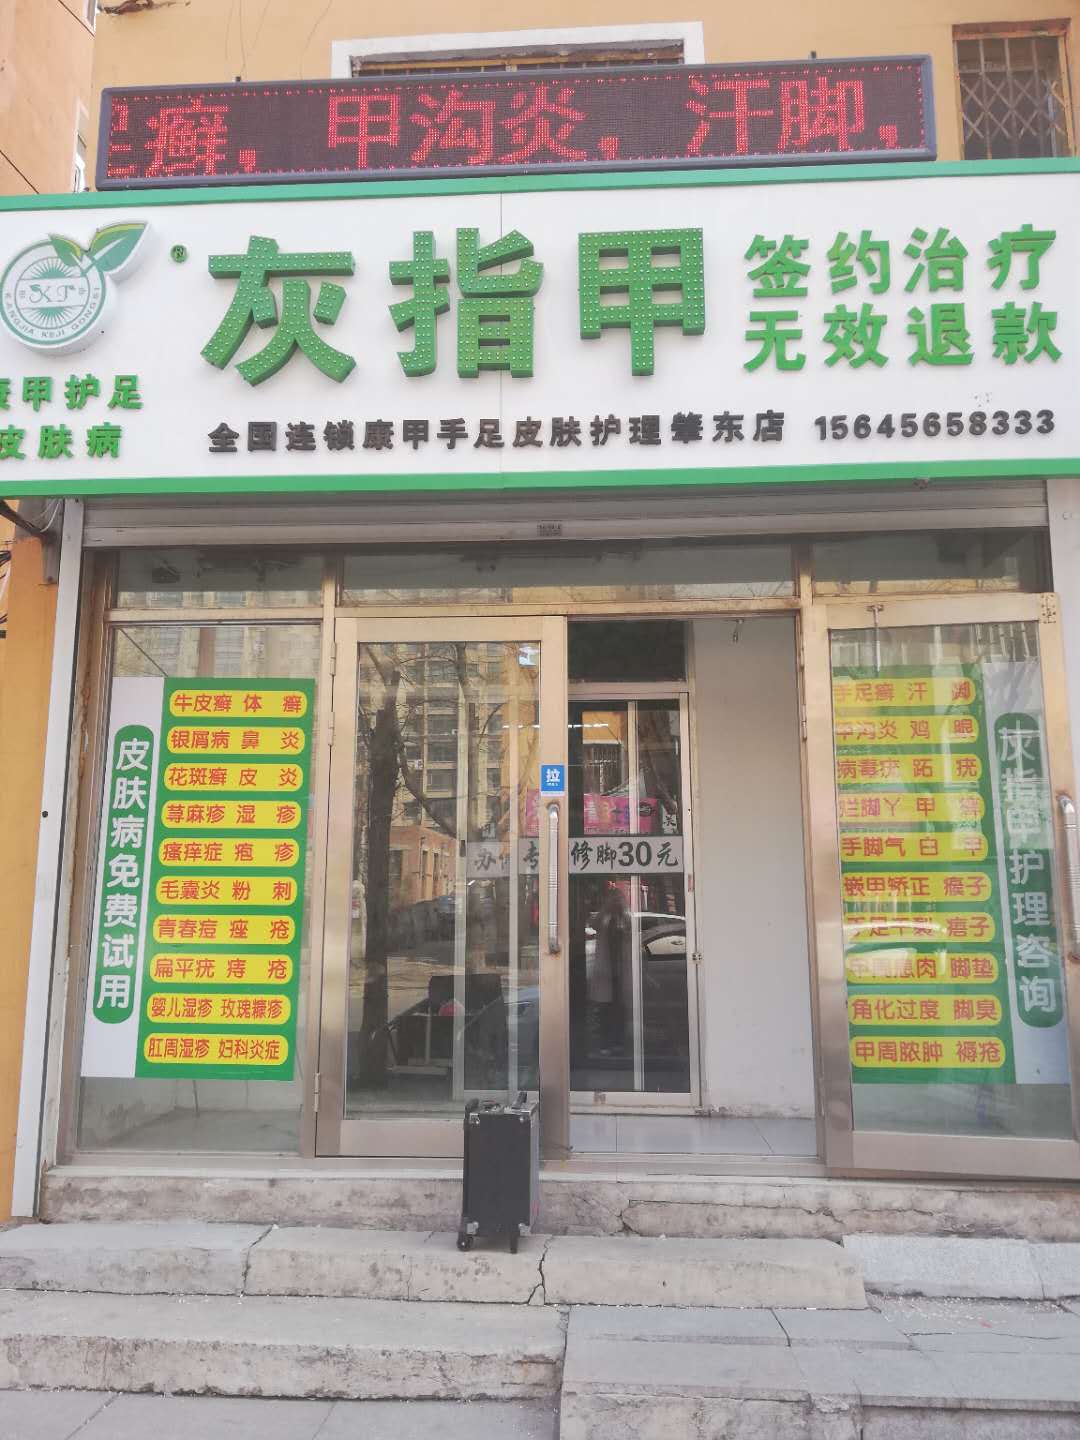 癣，甲沟炎，汗脚，
KANGJIA KEJI GONGSI
KJ
®
灰指甲
签约治疗
无效退款
康甲护足
皮肤病
全国连锁康甲手足皮肤护理肇东店 15645658333
皮肤病免费试用
牛皮癣 体 癣
银屑病 鼻 炎
花斑癣 皮 炎
荨麻疹 湿 疹
瘙痒症 疱 疹
毛囊炎 粉 刺
青春痘 痤 疮
扁平疣 痔 疮
婴儿湿疹 玫瑰糠疹
肛周湿疹 妇科炎症
拉
修脚30元
手足癣 汗 脚
甲沟炎 鸡 眼
病毒疣 跖 疣
烂脚丫 甲 癣
手脚气 白 甲
嵌甲矫正 瘊子
手足干裂 痦子
甲周息肉 脚垫
角化过度 脚臭
甲周脓肿 褥疮
灰指甲护理咨询